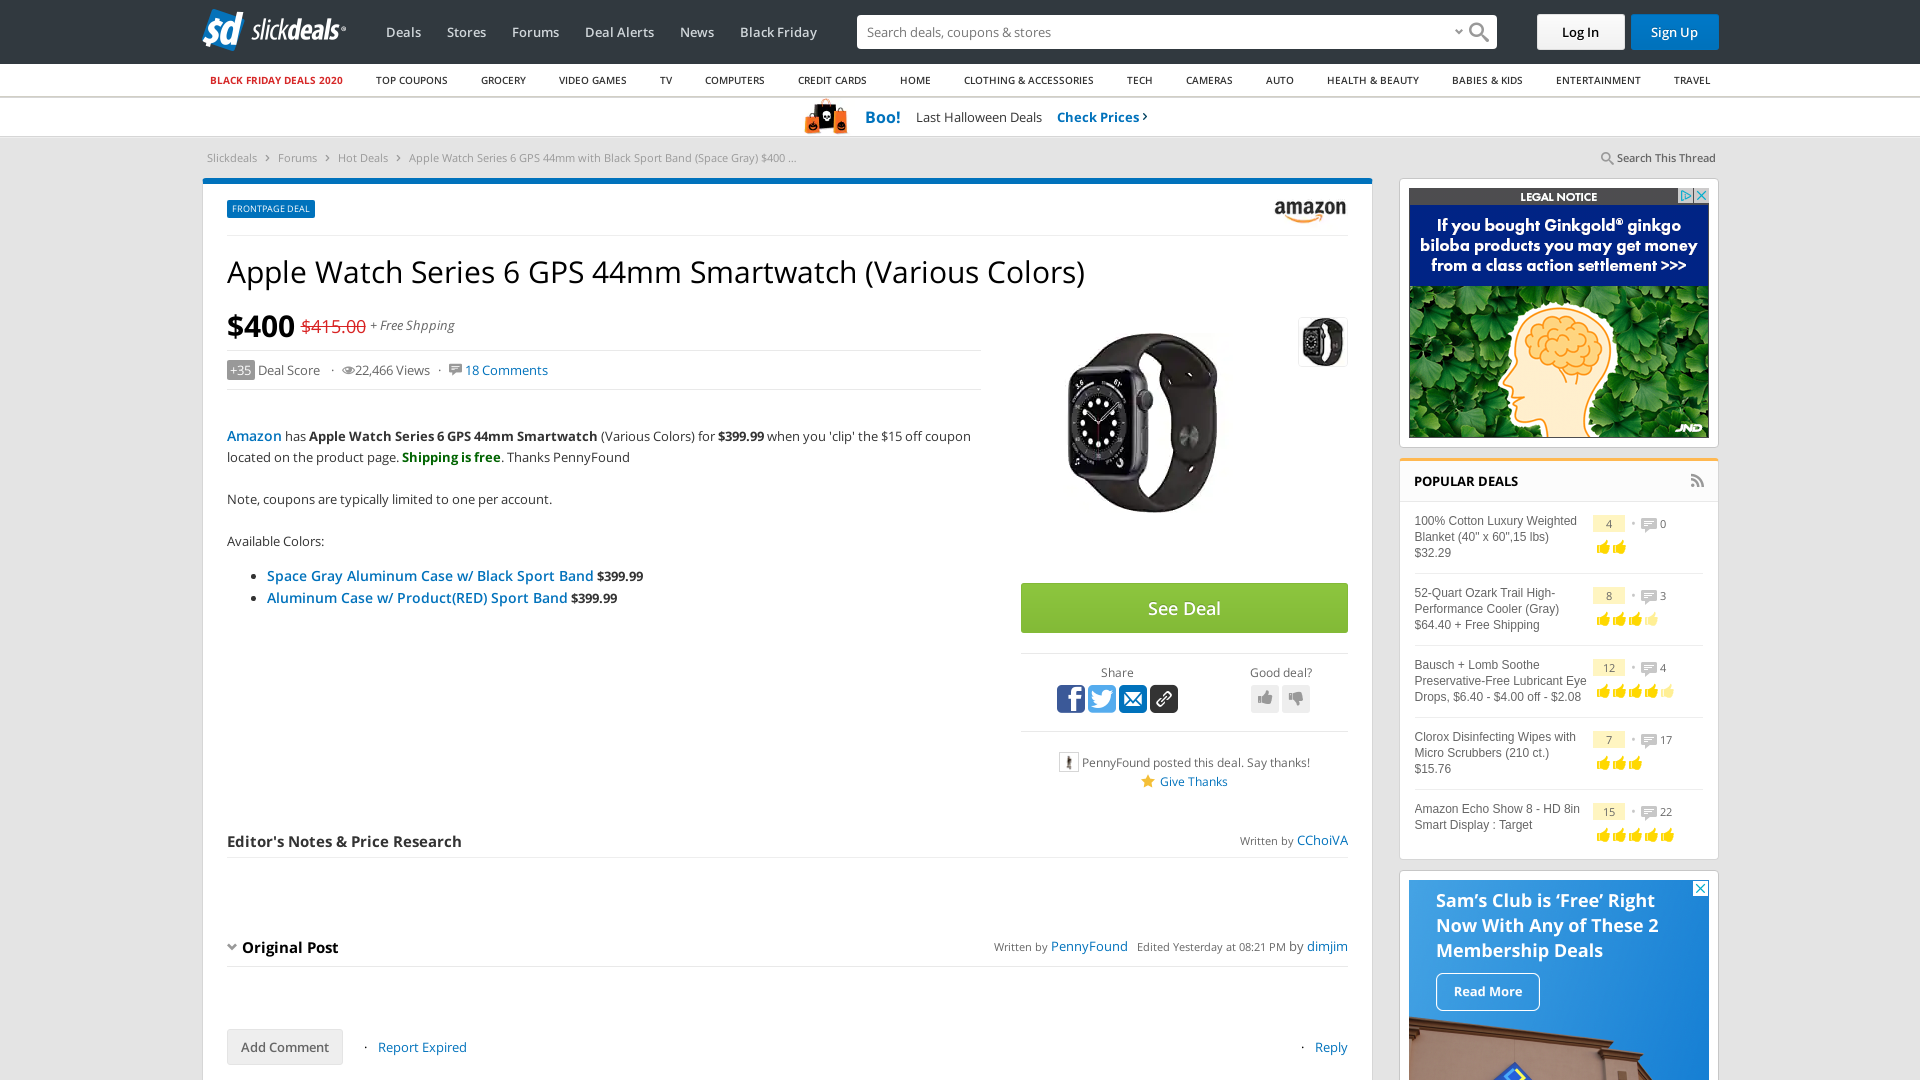 sd slickdeals
Deals
Stores
Forums
Deal Alerts
News
Black Friday
Search deals, coupons & stores
Log In
Sign Up
BLACK FRIDAY DEALS 2020
TOP COUPONS
GROCERY
VIDEO GAMES
TV
COMPUTERS
CREDIT CARDS
HOME
CLOTHING & ACCESSORIES
TECH
CAMERAS
AUTO
HEALTH & BEAUTY
BABIES & KIDS
ENTERTAINMENT
TRAVEL
Boo! Last Halloween Deals Check Prices
Slickdeals > Forums > Hot Deals > Apple Watch Series 6 GPS 44mm with Black Sport Band (Space Gray) $400 ...
Search This Thread
FRONTPAGE DEAL
amazon
Apple Watch Series 6 GPS 44mm Smartwatch (Various Colors)
$400 $415.00 + Free Shpping
+35 Deal Score · 22,466 Views · 18 Comments
Amazon has Apple Watch Series 6 GPS 44mm Smartwatch (Various Colors) for $399.99 when you 'clip' the $15 off coupon
located on the product page. Shipping is free. Thanks PennyFound
Note, coupons are typically limited to one per account.
Available Colors:
Space Gray Aluminum Case w/ Black Sport Band $399.99
Aluminum Case w/ Product(RED) Sport Band $399.99
See Deal
Share
Good deal?
PennyFound posted this deal. Say thanks!
Give Thanks
Editor's Notes & Price Research
Written by CChoiVA
Original Post
Written by PennyFound Edited Yesterday at 08:21 PM by dimjim
Add Comment · Report Expired
· Reply
LEGAL NOTICE
If you bought Ginkgold® ginkgo
biloba products you may get money
from a class action settlement >>>
JND
POPULAR DEALS
100% Cotton Luxury Weighted
Blanket (40" x 60",15 lbs)
$32.29
4 · 0
52-Quart Ozark Trail High-
Performance Cooler (Gray)
$64.40 + Free Shipping
8 · 3
Bausch + Lomb Soothe
Preservative-Free Lubricant Eye
Drops, $6.40 - $4.00 off - $2.08
12 · 4
Clorox Disinfecting Wipes with
Micro Scrubbers (210 ct.)
$15.76
7 · 17
Amazon Echo Show 8 - HD 8in
Smart Display : Target
15 · 22
Sam's Club is 'Free' Right
Now With Any of These 2
Membership Deals
Read More